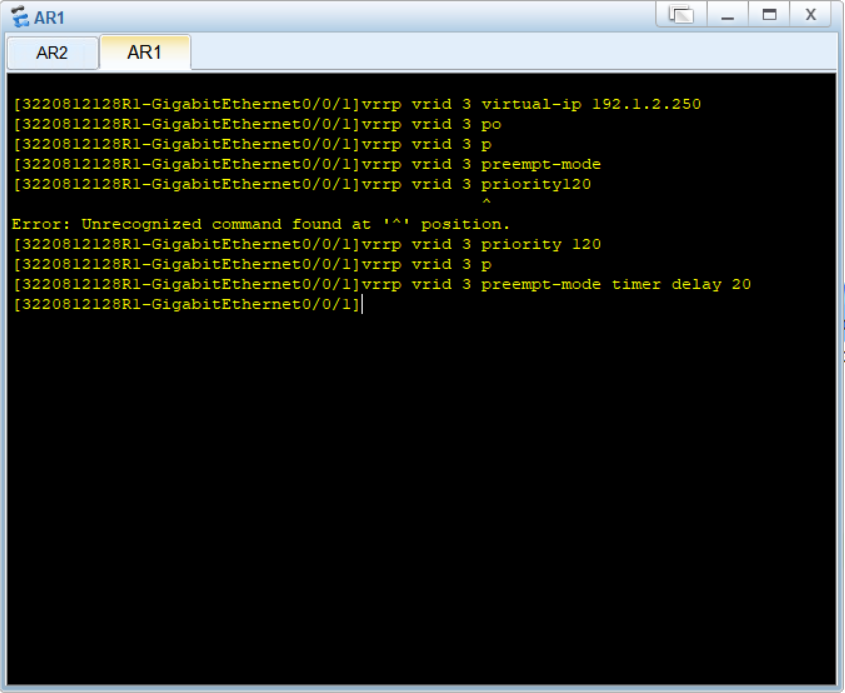 AR1
X
AR2
AR1
[3220812128R1-GigabitEthernet0/0/1]vrrp vrid 3 virtual-ip 192.1.2.250
[3220812128R1-GigabitEthernet0/0/1]vrrp vrid 3 po
[3220812128R1-GigabitEthernet0/0/1]vrrp vrid 3 p
[3220812128R1-GigabitEthernet0/0/1]vrrp vrid 3 preempt-mode
[3220812128R1-GigabitEthernet0/0/1]vrrp vrid 3 priority120
^
Error: Unrecognized command found at '^' position.
[3220812128R1-GigabitEthernet0/0/1]vrrp vrid 3 priority 120
[3220812128R1-GigabitEthernet0/0/1]vrrp vrid 3 p
[3220812128R1-GigabitEthernet0/0/1]vrrp vrid 3 preempt-mode timer delay 20
[3220812128R1-GigabitEthernet0/0/1]